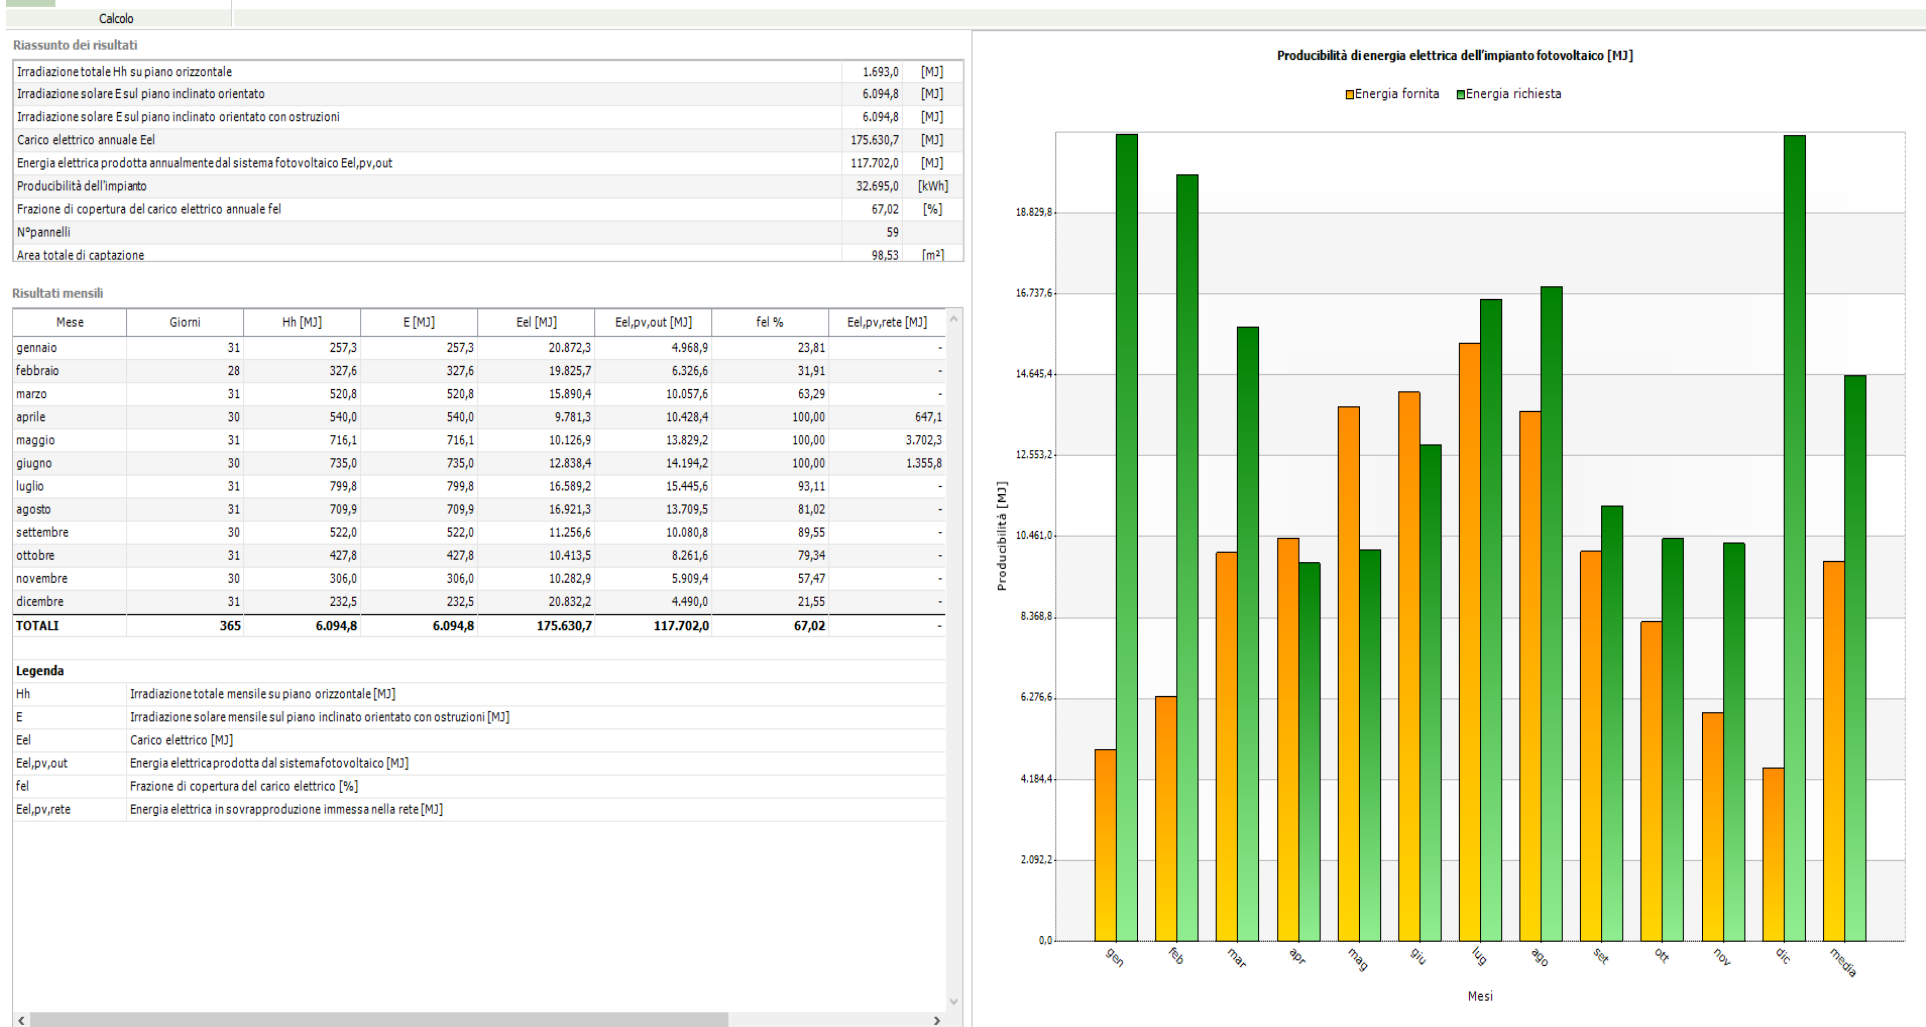 Calcolo
Riassunto dei risultati
Irradiazione totale Hh su piano orizzontale 1.693,0 [MJ]
Irradiazione solare E sul piano inclinato orientato 6.094,8 [MJ]
Irradiazione solare E sul piano inclinato orientato con ostruzioni 6.094,8 [MJ]
Carico elettrico annuale Eel 175.630,7 [MJ]
Energia elettrica prodotta annualmente dal sistema fotovoltaico Eel,pv,out 117.702,0 [MJ]
Producibilità dell'impianto 32.695,0 [kWh]
Frazione di copertura del carico elettrico annuale fel 67,02 [%]
N°pannelli 59
Area totale di captazione 98,53 [m²]
Risultati mensili
Mese Giorni Hh [MJ] E [MJ] Eel [MJ] Eel,pv,out [MJ] fel % Eel,pv,rete [MJ]
gennaio 31 257,3 257,3 20.872,3 4.968,9 23,81 -
febbraio 28 327,6 327,6 19.825,7 6.326,6 31,91 -
marzo 31 520,8 520,8 15.890,4 10.057,6 63,29 -
aprile 30 540,0 540,0 9.781,3 10.428,4 100,00 647,1
maggio 31 716,1 716,1 10.126,9 13.829,2 100,00 3.702,3
giugno 30 735,0 735,0 12.838,4 14.194,2 100,00 1.355,8
luglio 31 799,8 799,8 16.589,2 15.445,6 93,11 -
agosto 31 709,9 709,9 16.921,3 13.709,5 81,02 -
settembre 30 522,0 522,0 11.256,6 10.080,8 89,55 -
ottobre 31 427,8 427,8 10.413,5 8.261,6 79,34 -
novembre 30 306,0 306,0 10.282,9 5.909,4 57,47 -
dicembre 31 232,5 232,5 20.832,2 4.490,0 21,55 -
TOTALI 365 6.094,8 6.094,8 175.630,7 117.702,0 67,02 -
Legenda
Hh Irradiazione totale mensile su piano orizzontale [MJ]
E Irradiazione solare mensile sul piano inclinato orientato con ostruzioni [MJ]
Eel Carico elettrico [MJ]
Eel,pv,out Energia elettrica prodotta dal sistema fotovoltaico [MJ]
fel Frazione di copertura del carico elettrico [%]
Eel,pv,rete Energia elettrica in sovrapproduzione immessa nella rete [MJ]
Producibilità di energia elettrica dell'impianto fotovoltaico [MJ]
Energia fornita Energia richiesta
Producibilità [MJ]
18.829,8
16.737,6
14.645,4
12.553,2
10.461,0
8.368,8
6.276,6
4.184,4
2.092,2
0,0
gen feb mar apr mag giu lug ago set ott nov dic media
Mesi